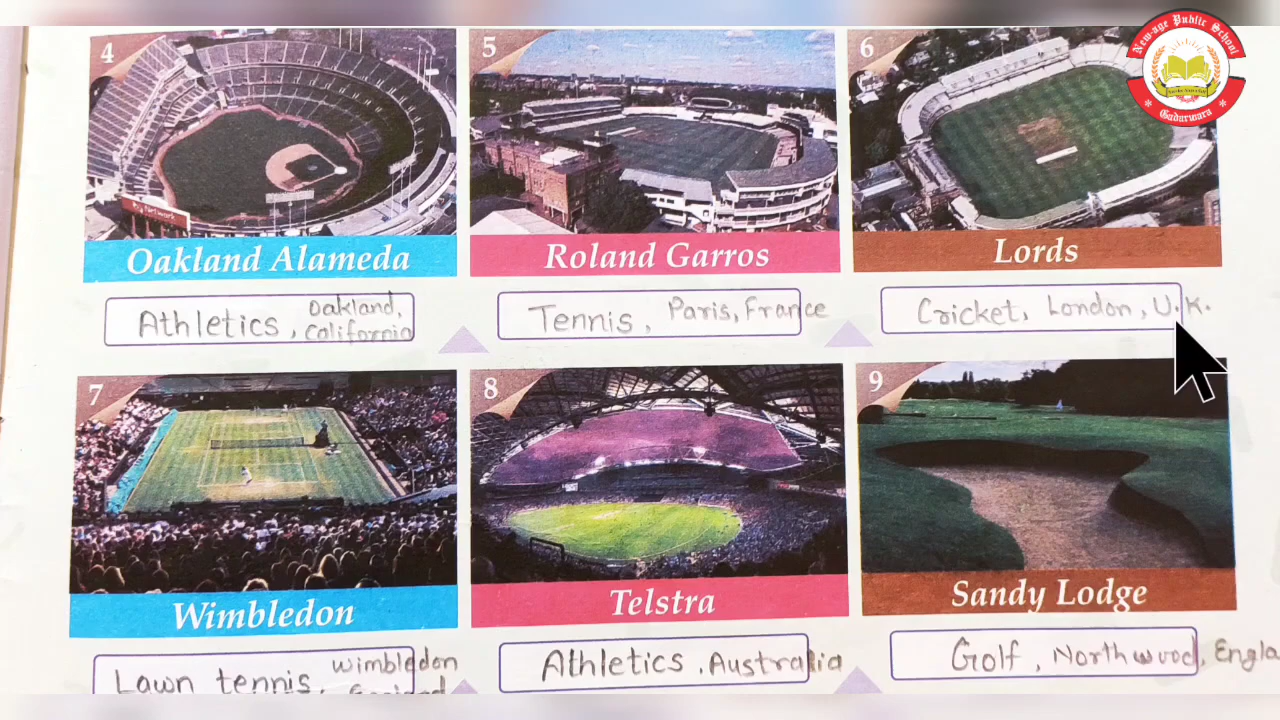 New-age Public School
Gadarwara
4
5
6
Oakland Alameda
Roland Garros
Lords
Athletics, Oakland,
California
Tennis, Paris, France
Cricket, London, U.K.
7
8
9
Wimbledon
Telstra
Sandy Lodge
Lawn tennis, Wimbledon
Athletics, Australia
Golf, Northwood, Engla